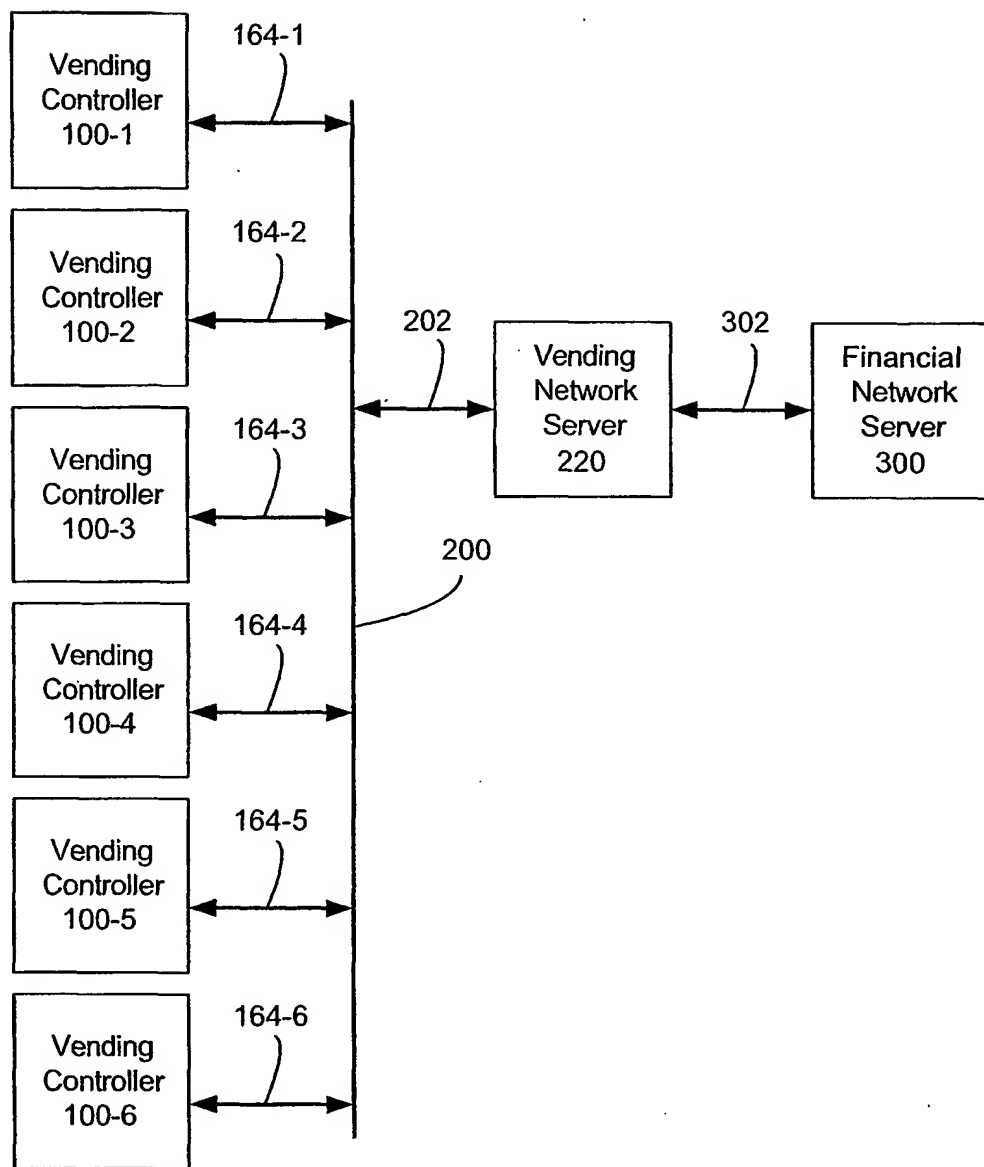 164-1
Vending
Controller
100-1
164-2
Vending
Controller
100-2
202
302
Vending
Network
Server
220
Financial
Network
Server
300
164-3
Vending
Controller
100-3
200
164-4
Vending
Controller
100-4
164-5
Vending
Controller
100-5
164-6
Vending
Controller
100-6